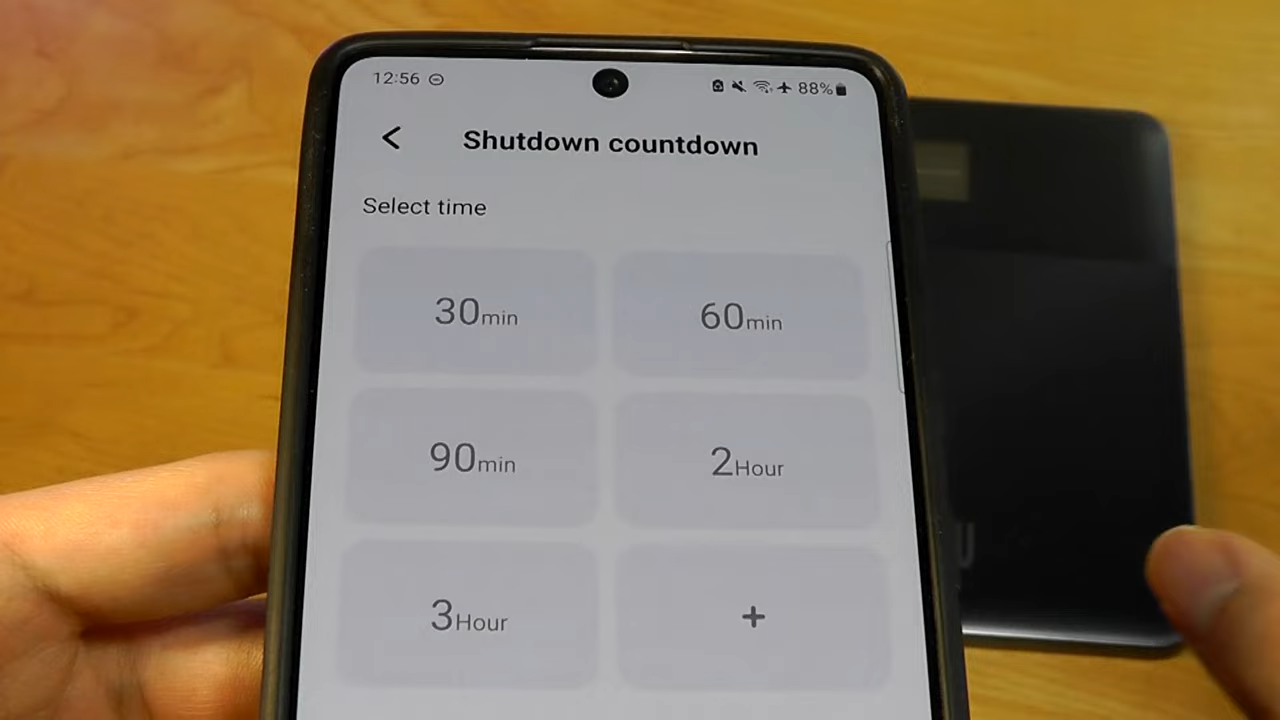 12:56 88%
Shutdown countdown
Select time
30min 60min
90min 2Hour
3Hour +
U